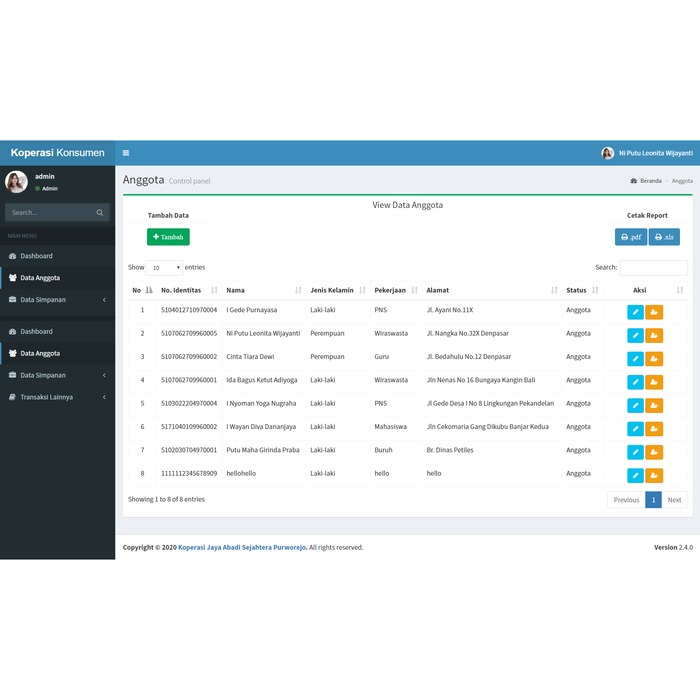 Koperasi Konsumen
Ni Putu Leonita Wijayanti
admin
Admin
Search...
MAIN MENU
Dashboard
Data Anggota
Data Simpanan
Dashboard
Data Anggota
Data Simpanan
Transaksi Lainnya
Anggota Control panel
Beranda > Anggota
View Data Anggota
Tambah Data
Cetak Report
Tambah
.pdf .xls
Show 10 entries
Search:
No No. Identitas Nama Jenis Kelamin Pekerjaan Alamat Status Aksi
1 5104012710970004 I Gede Purnayasa Laki-laki PNS Jl. Ayani No.11X Anggota
2 5107062709960005 Ni Putu Leonita Wijayanti Perempuan Wiraswasta Jl. Nangka No.32X Denpasar Anggota
3 5107062709960002 Cinta Tiara Dewi Perempuan Guru Jl. Bedahulu No.12 Denpasar Anggota
4 5107062709960001 Ida Bagus Ketut Adiyoga Laki-laki Wiraswasta Jln Nenas No 16 Bungaya Kangin Bali Anggota
5 5103022204970004 I Nyoman Yoga Nugraha Laki-laki PNS Jl Gede Desa I No 8 LIngkungan Pekandelan Anggota
6 5171040109960002 I Wayan Diva Dananjaya Laki-laki Mahasiswa Jln Cekomaria Gang Dikubu Banjar Kedua Anggota
7 5102030704970001 Putu Maha Girinda Praba Laki-laki Buruh Br. Dinas Petiles Anggota
8 1111112345678909 hellohello Laki-laki hello hello Anggota
Showing 1 to 8 of 8 entries
Previous 1 Next
Copyright © 2020 Koperasi Jaya Abadi Sejahtera Purworejo. All rights reserved.
Version 2.4.0